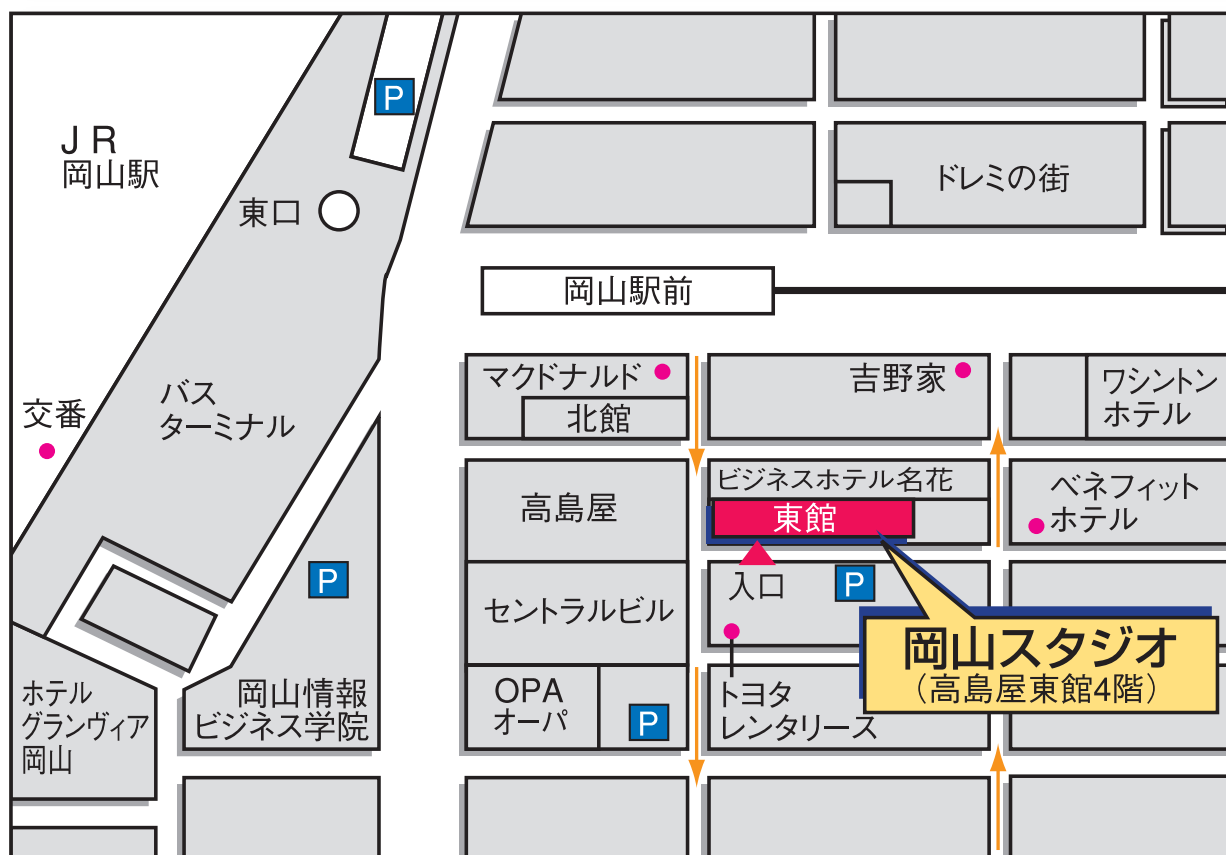 P
JR
岡山駅
東口
ドレミの街
岡山駅前
マクドナルド
北館
吉野家
ワシントン
ホテル
バス
ターミナル
交番
高島屋
ビジネスホテル名花
東館
ベネフィット
ホテル
P
入口
P
セントラルビル
岡山スタジオ
(高島屋東館4階)
ホテル
グランヴィア
岡山
岡山情報
ビジネス学院
OPA
オーパ
P
トヨタ
レンタリース